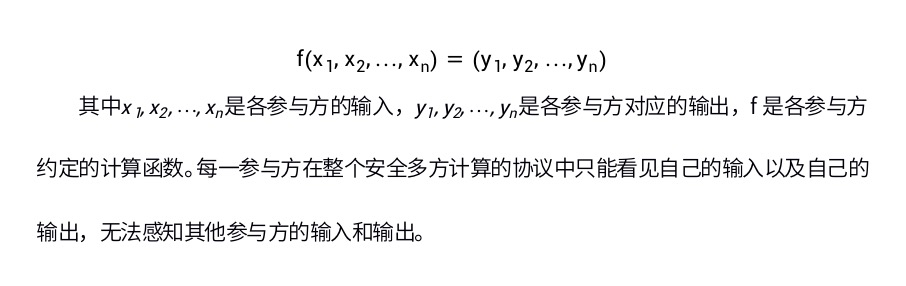 f(x₁, x₂, …, xₙ) = (y₁, y₂, …, yₙ)
其中x₁, x₂, …, xₙ是各参与方的输入，y₁, y₂, …, yₙ是各参与方对应的输出，f 是各参与方
约定的计算函数。每一参与方在整个安全多方计算的协议中只能看见自己的输入以及自己的
输出，无法感知其他参与方的输入和输出。